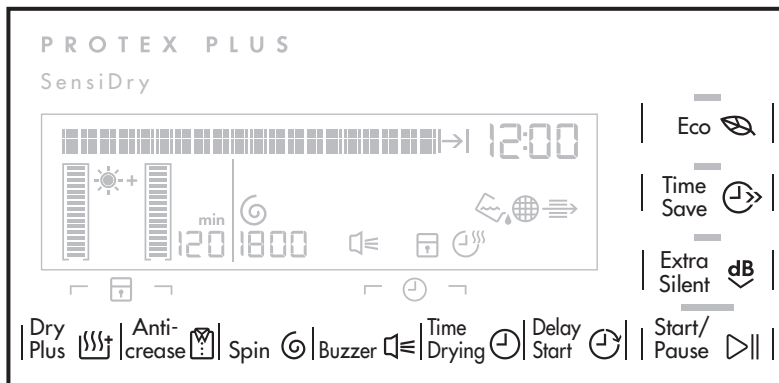 PROTEX PLUS
SensiDry
12:00
min
120 1800
Eco
Time
Save
Extra
Silent dB
Dry
Plus
Anti-
crease
Spin
Buzzer
Time
Drying
Delay
Start
Start/
Pause